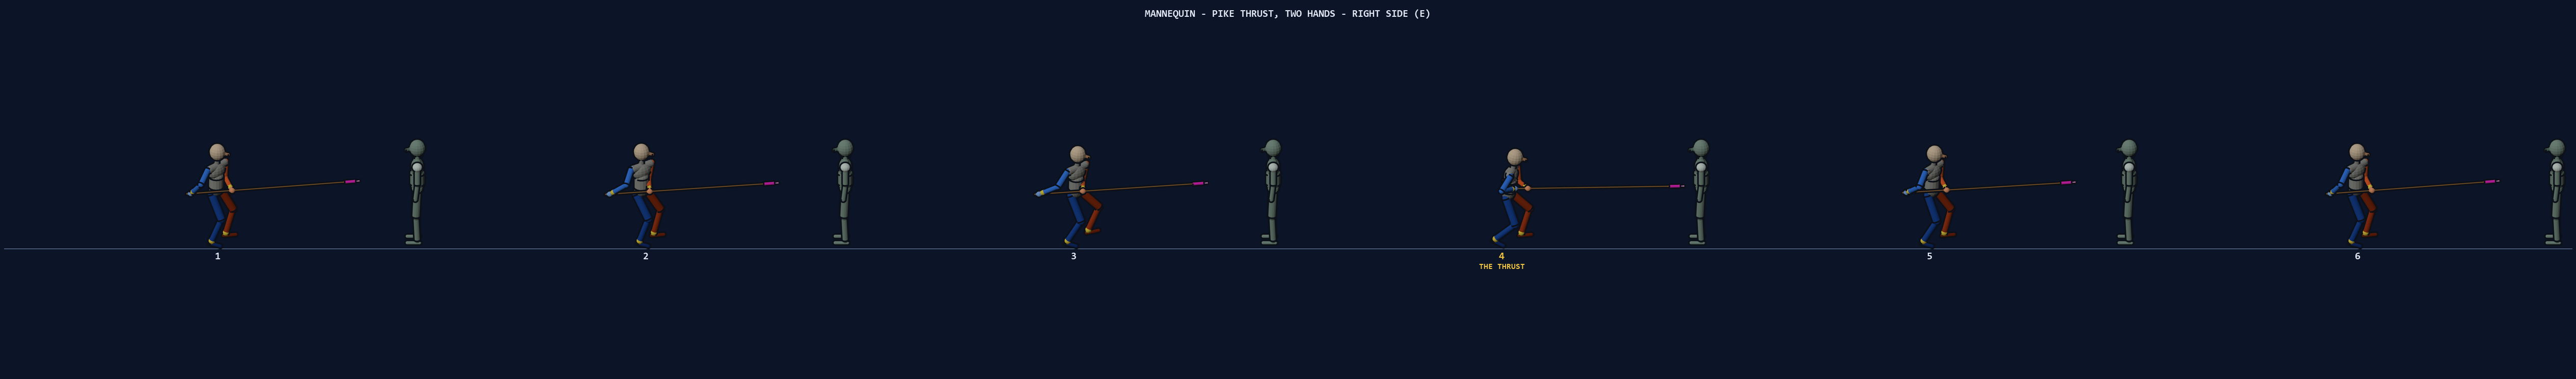 MANNEQUIN - PIKE THRUST, TWO HANDS - RIGHT SIDE (E)
1 2 3 4 5 6
THE THRUST